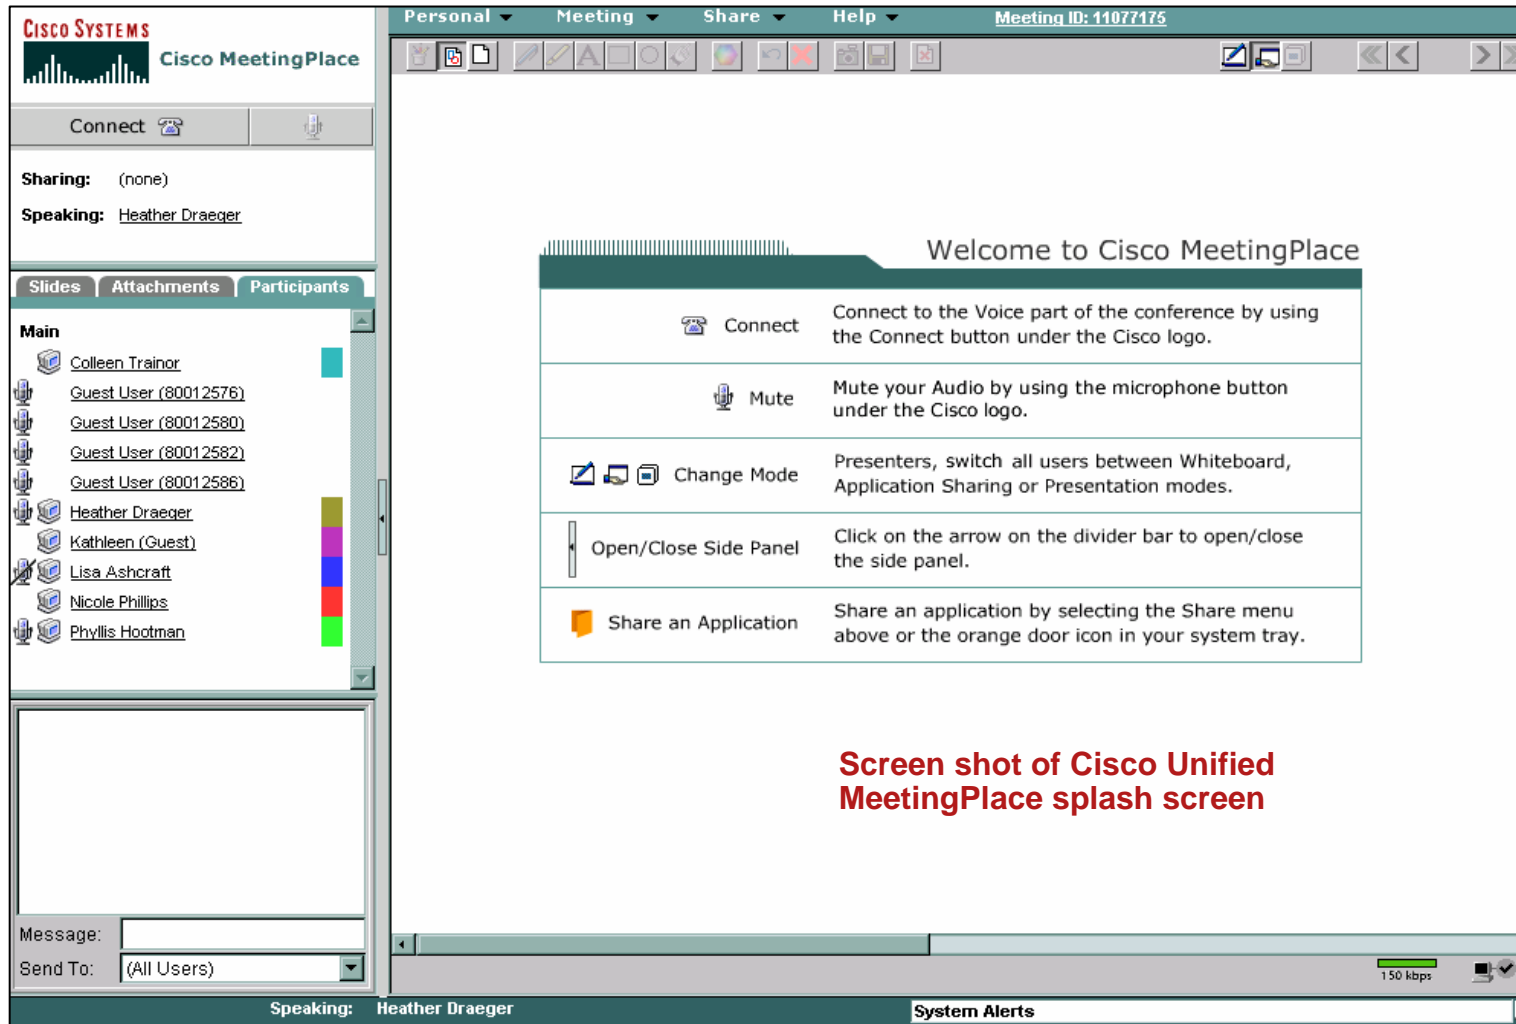 CISCO SYSTEMS
Cisco MeetingPlace
Personal Meeting Share Help Meeting ID: 11077175
Connect
Sharing: (none)
Speaking: Heather Draeger
Slides Attachments Participants
Main
Colleen Trainor
Guest User (80012576)
Guest User (80012580)
Guest User (80012582)
Guest User (80012586)
Heather Draeger
Kathleen (Guest)
Lisa Ashcraft
Nicole Phillips
Phyllis Hootman
Message:
Send To: (All Users)
Welcome to Cisco MeetingPlace
Connect
Connect to the Voice part of the conference by using
the Connect button under the Cisco logo.
Mute
Mute your Audio by using the microphone button
under the Cisco logo.
Change Mode
Presenters, switch all users between Whiteboard,
Application Sharing or Presentation modes.
Open/Close Side Panel
Click on the arrow on the divider bar to open/close
the side panel.
Share an Application
Share an application by selecting the Share menu
above or the orange door icon in your system tray.
Screen shot of Cisco Unified
MeetingPlace splash screen
150 kbps
Speaking: Heather Draeger
System Alerts